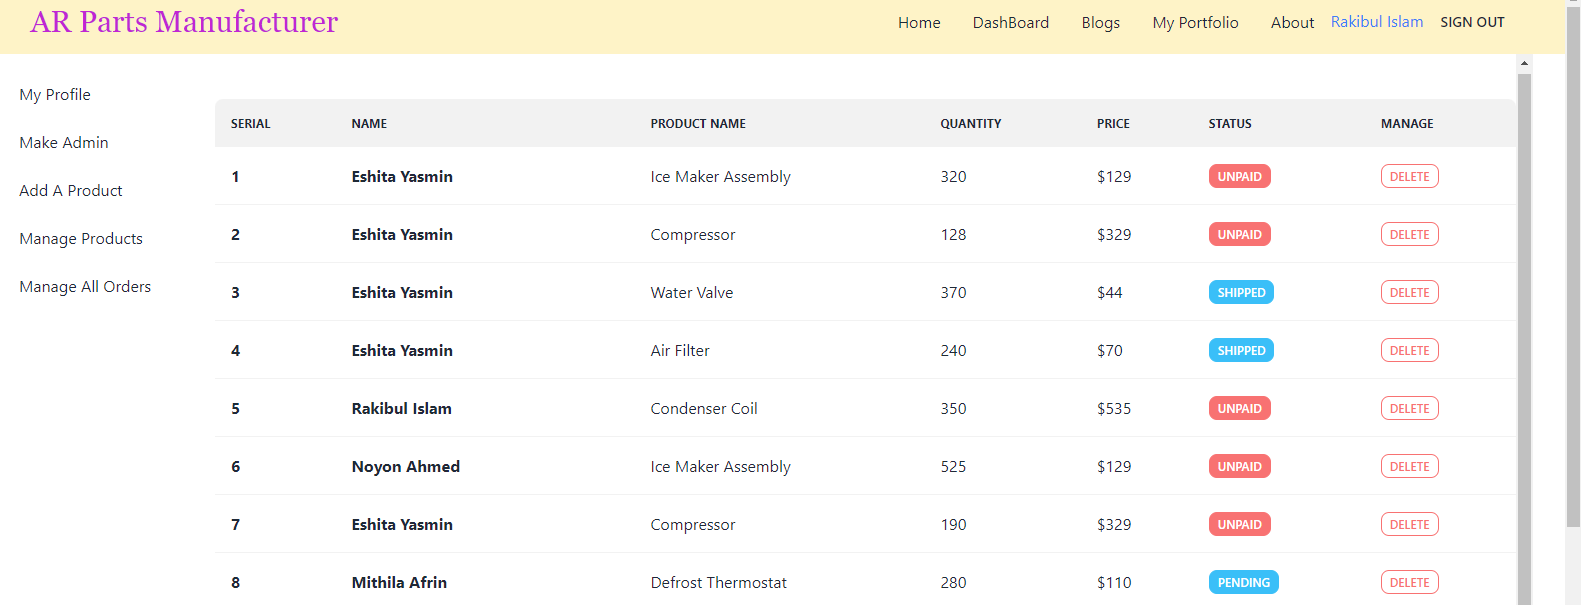 AR Parts Manufacturer
Home DashBoard Blogs My Portfolio About Rakibul Islam SIGN OUT
My Profile
Make Admin
Add A Product
Manage Products
Manage All Orders
SERIAL NAME PRODUCT NAME QUANTITY PRICE STATUS MANAGE
1 Eshita Yasmin Ice Maker Assembly 320 $129 UNPAID DELETE
2 Eshita Yasmin Compressor 128 $329 UNPAID DELETE
3 Eshita Yasmin Water Valve 370 $44 SHIPPED DELETE
4 Eshita Yasmin Air Filter 240 $70 SHIPPED DELETE
5 Rakibul Islam Condenser Coil 350 $535 UNPAID DELETE
6 Noyon Ahmed Ice Maker Assembly 525 $129 UNPAID DELETE
7 Eshita Yasmin Compressor 190 $329 UNPAID DELETE
8 Mithila Afrin Defrost Thermostat 280 $110 PENDING DELETE